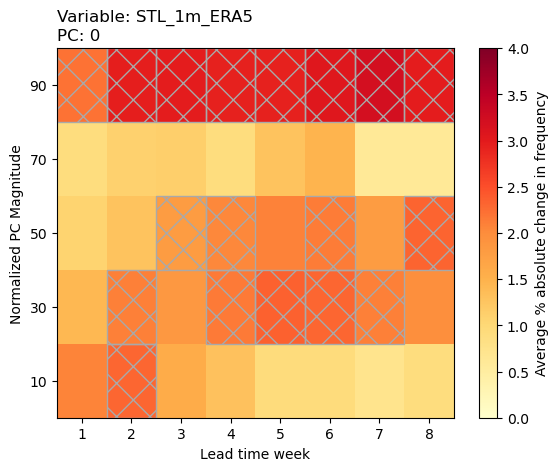 Variable: STL_1m_ERA5
PC: 0
Normalized PC Magnitude
90
70
50
30
10
1 2 3 4 5 6 7 8
Lead time week
4.0
3.5
3.0
2.5
2.0
1.5
1.0
0.5
0.0
Average % absolute change in frequency